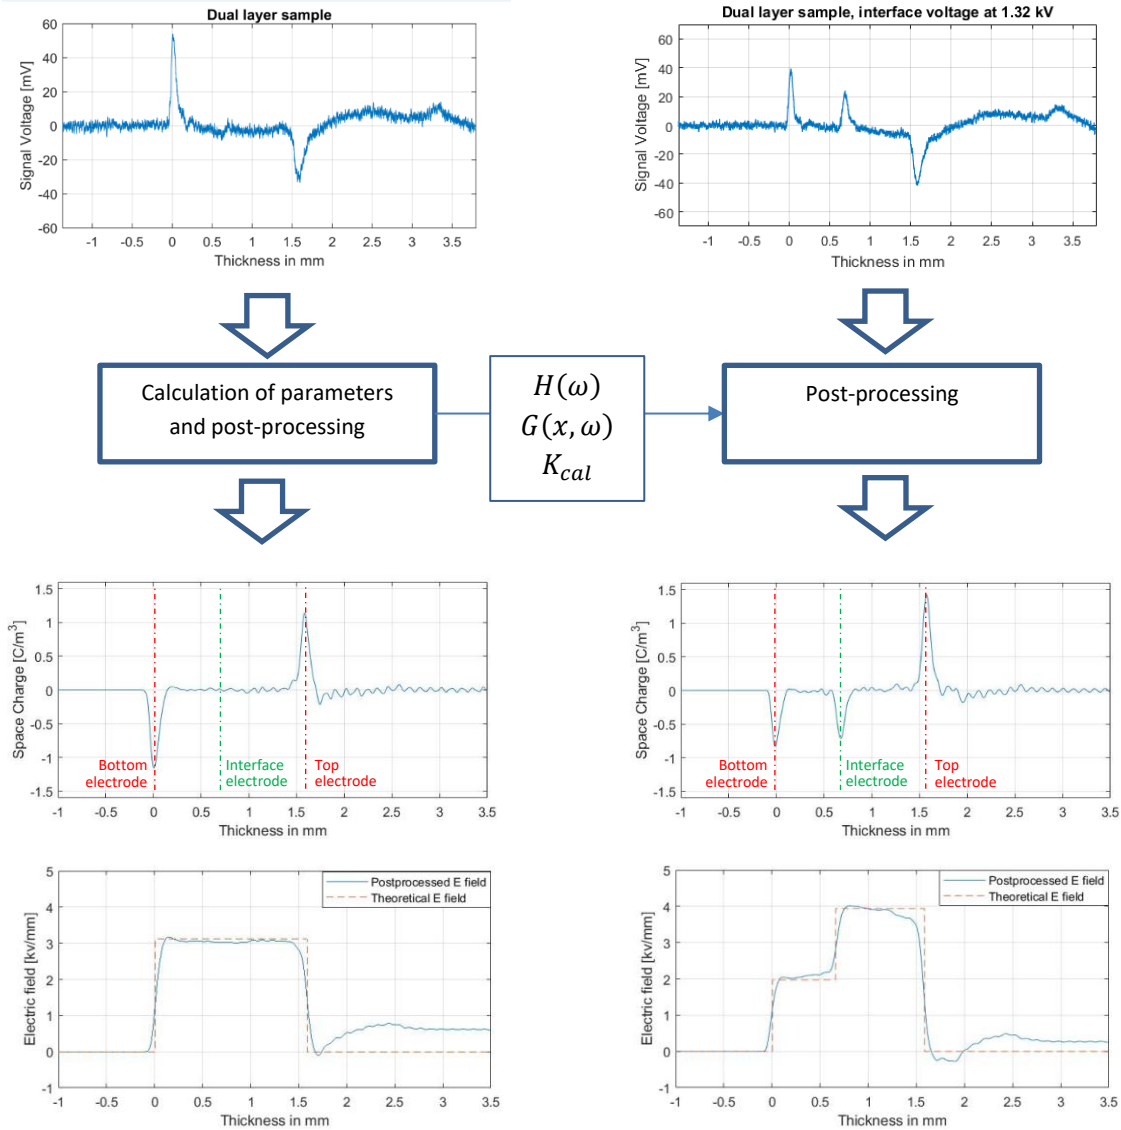 Dual layer sample
Signal Voltage [mV]
60
40
20
0
-20
-40
-60
-1
-0.5
0
0.5
1
1.5
2
2.5
3
3.5
Thickness in mm
Dual layer sample, interface voltage at 1.32 kV
Signal Voltage [mV]
60
40
20
0
-20
-40
-60
-1
-0.5
0
0.5
1
1.5
2
2.5
3
3.5
Thickness in mm
Calculation of parameters
and post-processing
H(ω)
G(x, ω)
K_cal
Post-processing
Space Charge [C/m³]
1.5
1
0.5
0
-0.5
-1
-1.5
Bottom
electrode
Interface
electrode
Top
electrode
-1
-0.5
0
0.5
1
1.5
2
2.5
3
3.5
Thickness in mm
Space Charge [C/m³]
1.5
1
0.5
0
-0.5
-1
-1.5
Bottom
electrode
Interface
electrode
Top
electrode
-1
-0.5
0
0.5
1
1.5
2
2.5
3
3.5
Thickness in mm
Electric field [kv/mm]
5
4
3
2
1
0
-1
Postprocessed E field
Theoretical E field
-1
-0.5
0
0.5
1
1.5
2
2.5
3
3.5
Thickness in mm
Electric field [kv/mm]
5
4
3
2
1
0
-1
Postprocessed E field
Theoretical E field
-1
-0.5
0
0.5
1
1.5
2
2.5
3
3.5
Thickness in mm